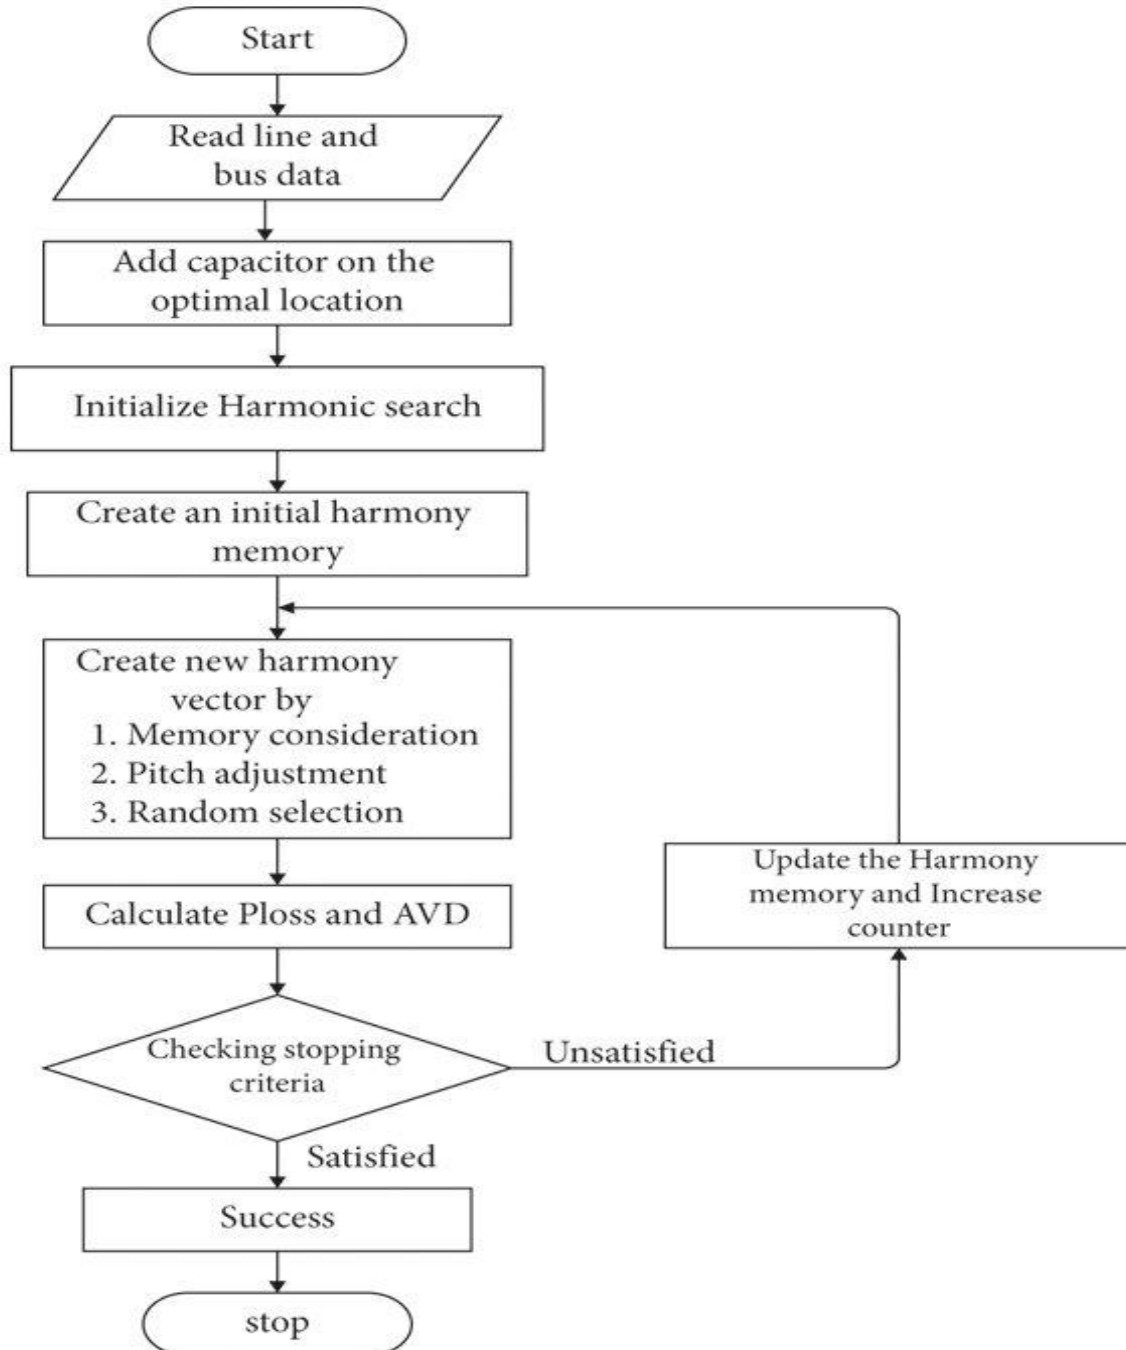 Start
Read line and
bus data
Add capacitor on the
optimal location
Initialize Harmonic search
Create an initial harmony
memory
Create new harmony
vector by
1. Memory consideration
2. Pitch adjustment
3. Random selection
Calculate Ploss and AVD
Update the Harmony
memory and Increase
counter
Checking stopping
criteria
Unsatisfied
Satisfied
Success
stop